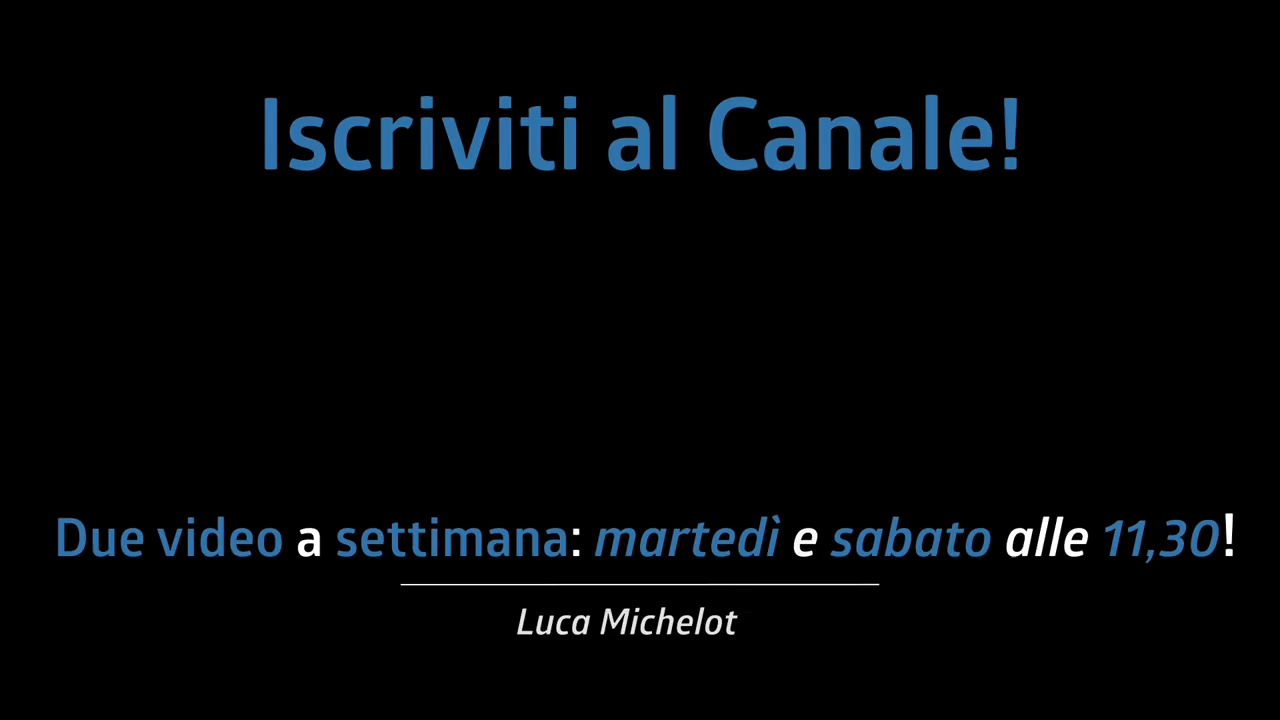 Iscriviti al Canale!
Due video a settimana: martedì e sabato alle 11,30!
Luca Michelot